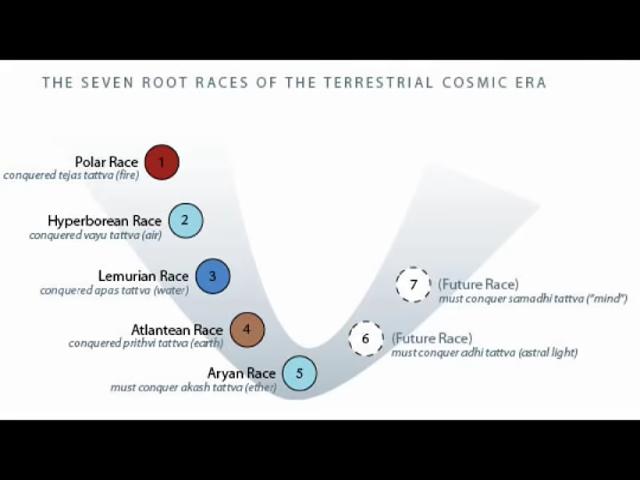 THE SEVEN ROOT RACES OF THE TERRESTRIAL COSMIC ERA
Polar Race 1
conquered tejas tattva (fire)
Hyperborean Race 2
conquered vayu tattva (air)
Lemurian Race 3
conquered apas tattva (water)
7 (Future Race)
must conquer samadhi tattva ("mind")
Atlantean Race 4
conquered prithvi tattva (earth)
6 (Future Race)
must conquer adhi tattva (astral light)
Aryan Race 5
must conquer akash tattva (ether)